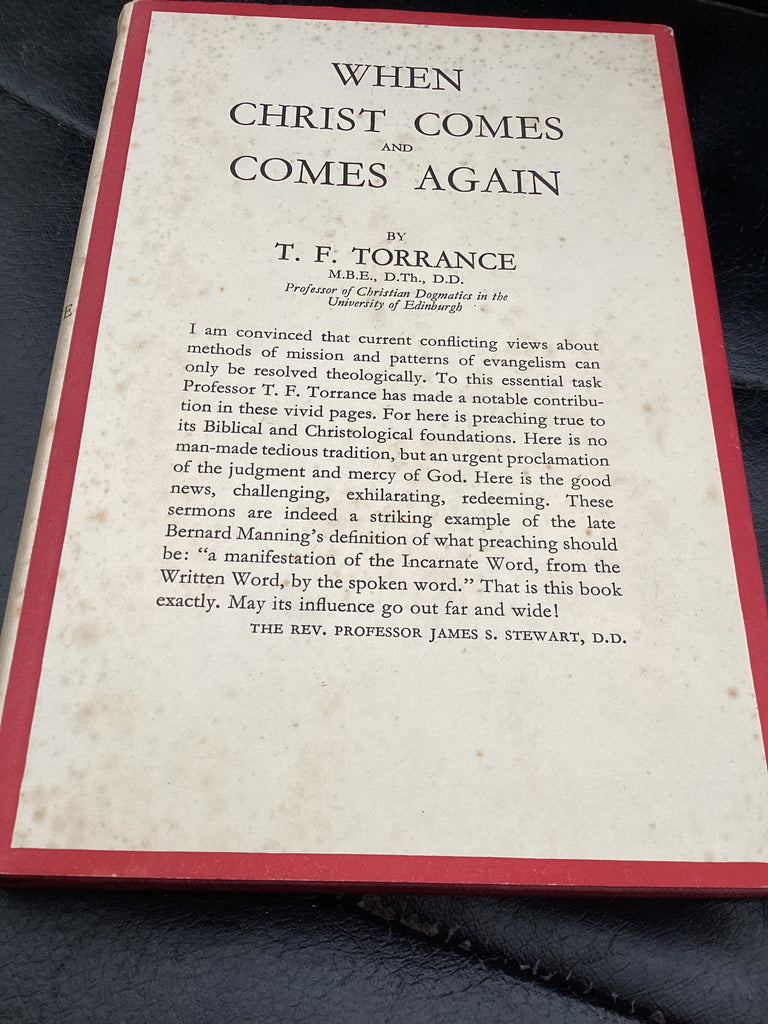 WHEN
CHRIST COMES
AND
COMES AGAIN
BY
T. F. TORRANCE
M.B.E., D.Th., D.D.
Professor of Christian Dogmatics in the
University of Edinburgh
I am convinced that current conflicting views about
methods of mission and patterns of evangelism can
only be resolved theologically. To this essential task
Professor T. F. Torrance has made a notable contribu-
tion in these vivid pages. For here is preaching true to
its Biblical and Christological foundations. Here is no
man-made tedious tradition, but an urgent proclamation
of the judgment and mercy of God. Here is the good
news, challenging, exhilarating, redeeming. These
sermons are indeed a striking example of the late
Bernard Manning's definition of what preaching should
be: “a manifestation of the Incarnate Word, from the
Written Word, by the spoken word.” That is this book
exactly. May its influence go out far and wide!
THE REV. PROFESSOR JAMES S. STEWART, D.D.